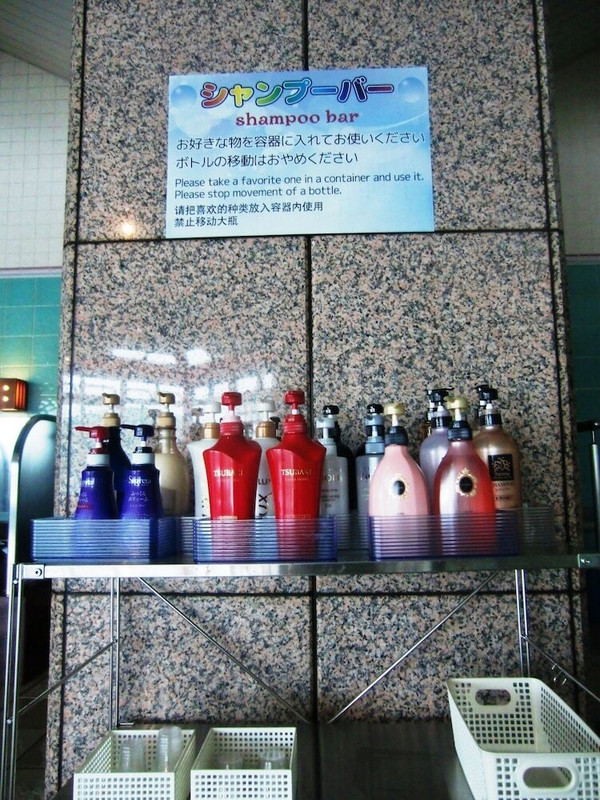 シャンプーバー
shampoo bar
お好きな物を容器に入れてお使いください
ボトルの移動はおやめください
Please take a favorite one in a container and use it.
Please stop movement of a bottle.
请把喜欢的种类放入容器内使用
禁止移动大瓶
TSUBAKI
TSUBAKI